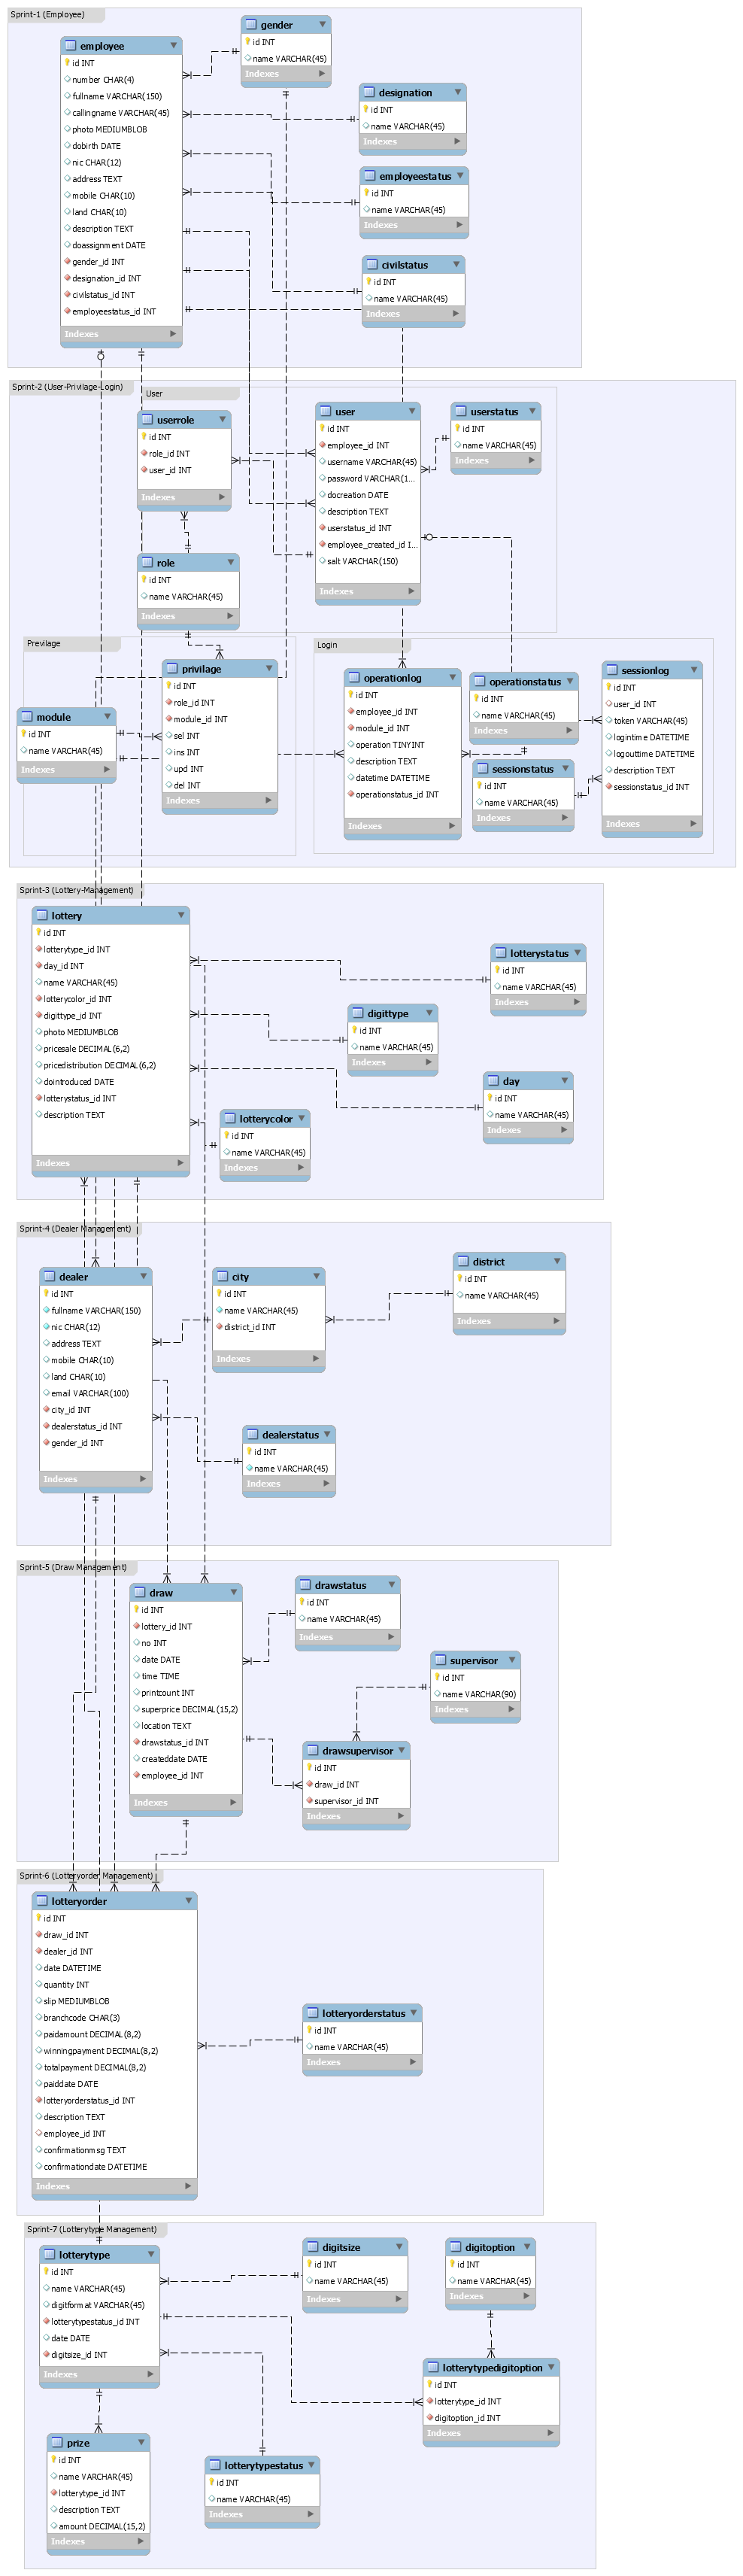 Sprint-1 (Employee)
employee
id INT
number CHAR(4)
fullname VARCHAR(150)
callingname VARCHAR(45)
photo MEDIUMBLOB
dobirth DATE
nic CHAR(12)
address TEXT
mobile CHAR(10)
land CHAR(10)
description TEXT
doassignment DATE
gender_id INT
designation_id INT
civilstatus_id INT
employeestatus_id INT
Indexes
gender
id INT
name VARCHAR(45)
Indexes
designation
id INT
name VARCHAR(45)
Indexes
employeestatus
id INT
name VARCHAR(45)
Indexes
civilstatus
id INT
name VARCHAR(45)
Indexes
Sprint-2 (User-Privilage-Login)
User
userrole
id INT
role_id INT
user_id INT
Indexes
user
id INT
employee_id INT
username VARCHAR(45)
password VARCHAR(1...
docreation DATE
description TEXT
userstatus_id INT
employee_created_id I...
salt VARCHAR(150)
Indexes
userstatus
id INT
name VARCHAR(45)
Indexes
role
id INT
name VARCHAR(45)
Indexes
Previlage
privilage
id INT
role_id INT
module_id INT
sel INT
ins INT
upd INT
del INT
Indexes
module
id INT
name VARCHAR(45)
Indexes
Login
operationlog
id INT
employee_id INT
module_id INT
operation TINYINT
description TEXT
datetime DATETIME
operationstatus_id INT
Indexes
operationstatus
id INT
name VARCHAR(45)
Indexes
sessionstatus
id INT
name VARCHAR(45)
Indexes
sessionlog
id INT
user_id INT
token VARCHAR(45)
logintime DATETIME
logouttime DATETIME
description TEXT
sessionstatus_id INT
Indexes
Sprint-3 (Lottery-Management)
lottery
id INT
lotterytype_id INT
day_id INT
name VARCHAR(45)
lotterycolor_id INT
digittype_id INT
photo MEDIUMBLOB
pricesale DECIMAL(6,2)
pricedistribution DECIMAL(6,2)
dointroduced DATE
lotterystatus_id INT
description TEXT
Indexes
lotterystatus
id INT
name VARCHAR(45)
Indexes
digittype
id INT
name VARCHAR(45)
Indexes
day
id INT
name VARCHAR(45)
Indexes
lotterycolor
id INT
name VARCHAR(45)
Indexes
Sprint-4 (Dealer Management)
dealer
id INT
fullname VARCHAR(150)
nic CHAR(12)
address TEXT
mobile CHAR(10)
land CHAR(10)
email VARCHAR(100)
city_id INT
dealerstatus_id INT
gender_id INT
Indexes
city
id INT
name VARCHAR(45)
district_id INT
Indexes
district
id INT
name VARCHAR(45)
Indexes
dealerstatus
id INT
name VARCHAR(45)
Indexes
Sprint-5 (Draw Management)
draw
id INT
lottery_id INT
no INT
date DATE
time TIME
printcount INT
superprice DECIMAL(15,2)
location TEXT
drawstatus_id INT
createddate DATE
employee_id INT
Indexes
drawstatus
id INT
name VARCHAR(45)
Indexes
supervisor
id INT
name VARCHAR(90)
Indexes
drawsupervisor
id INT
draw_id INT
supervisor_id INT
Indexes
Sprint-6 (Lotteryorder Management)
lotteryorder
id INT
draw_id INT
dealer_id INT
date DATETIME
quantity INT
slip MEDIUMBLOB
branchcode CHAR(3)
paidamount DECIMAL(8,2)
winningpayment DECIMAL(8,2)
totalpayment DECIMAL(8,2)
paiddate DATE
lotteryorderstatus_id INT
description TEXT
employee_id INT
confirmationmsg TEXT
confirmationdate DATETIME
Indexes
lotteryorderstatus
id INT
name VARCHAR(45)
Indexes
Sprint-7 (Lotterytype Management)
lotterytype
id INT
name VARCHAR(45)
digitformat VARCHAR(45)
lotterytypestatus_id INT
date DATE
digitsize_id INT
Indexes
digitsize
id INT
name VARCHAR(45)
Indexes
digitoption
id INT
name VARCHAR(45)
Indexes
lotterytypedigitoption
id INT
lotterytype_id INT
digitoption_id INT
Indexes
prize
id INT
name VARCHAR(45)
lotterytype_id INT
description TEXT
amount DECIMAL(15,2)
Indexes
lotterytypestatus
id INT
name VARCHAR(45)
Indexes